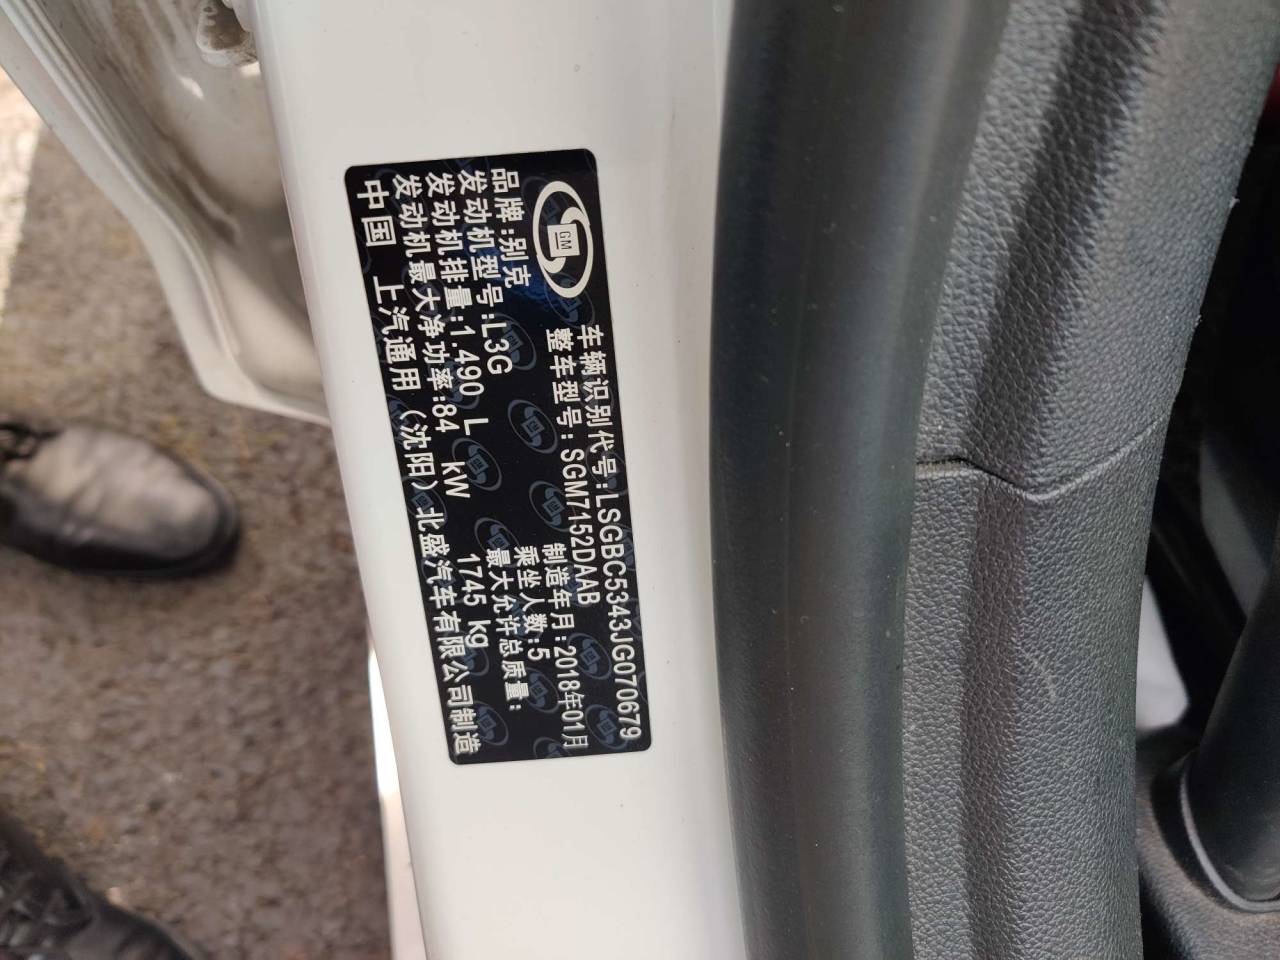 GM
车辆识别代号:LSGBC5343JG070679
整车型号:SGM7152DAAB
品牌:别克
制造年月:2018年01月
发动机型号:L3G
乘坐人数:5
发动机排量:1.490 L
最大允许总质量:
发动机最大净功率:84 kW
1745 kg
中国 上汽通用(沈阳)北盛汽车有限公司制造